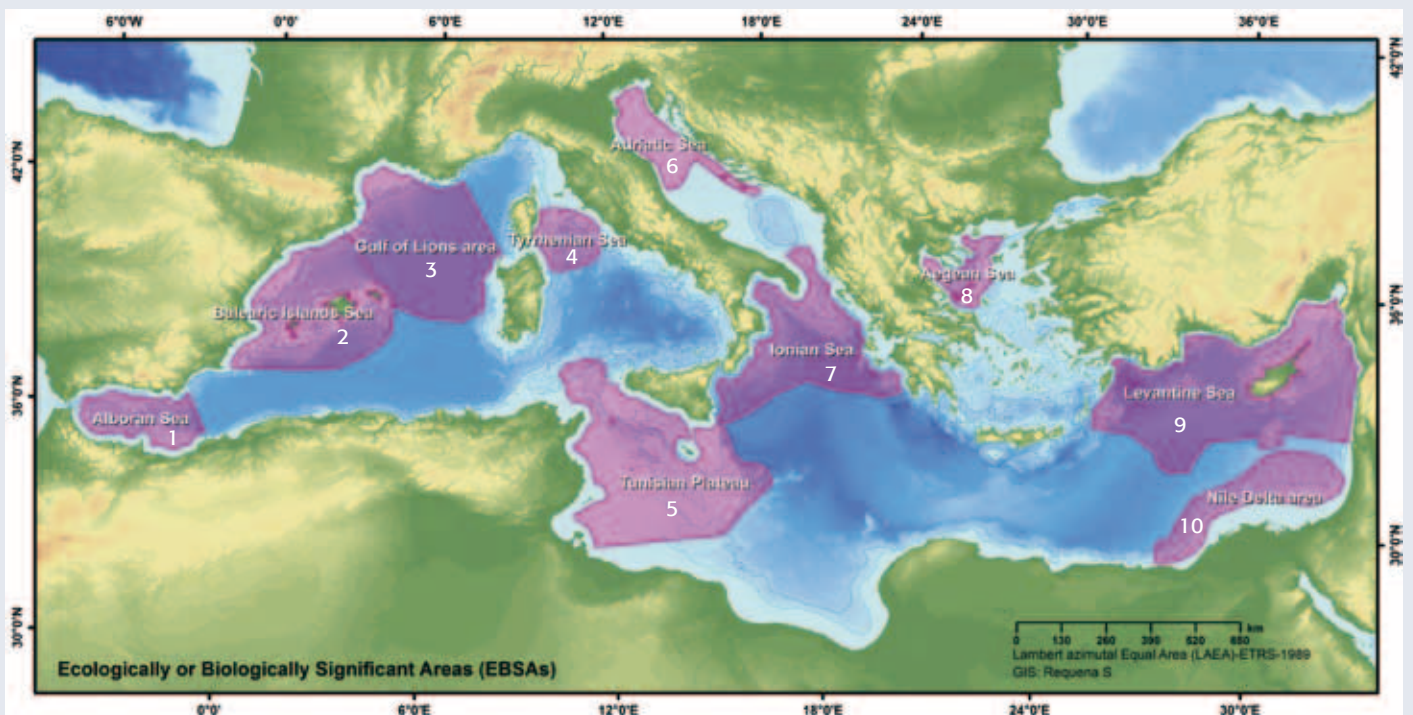 6°0'W 0°0' 6°0'E 12°0'E 18°0'E 24°0'E 30°0'E 36°0'E
42°0'N
42°0'N
Adriatic Sea
6
Gulf of Lions area
3
Tyrrhenian Sea
4
Aegean Sea
8
36°0'N
Balearic Islands Sea
2
Ionian Sea
7
Levantine Sea
9
36°0'N
Alboran Sea
1
Tunisian Plateau
5
Nile Delta area
10
30°0'N
30°0'N
km
0 130 260 390 520 650
Lambert azimutal Equal Area (LAEA)-ETRS-1989
GIS: Requena S
Ecologically or Biologically Significant Areas (EBSAs)
0°0' 6°0'E 12°0'E 18°0'E 24°0'E 30°0'E